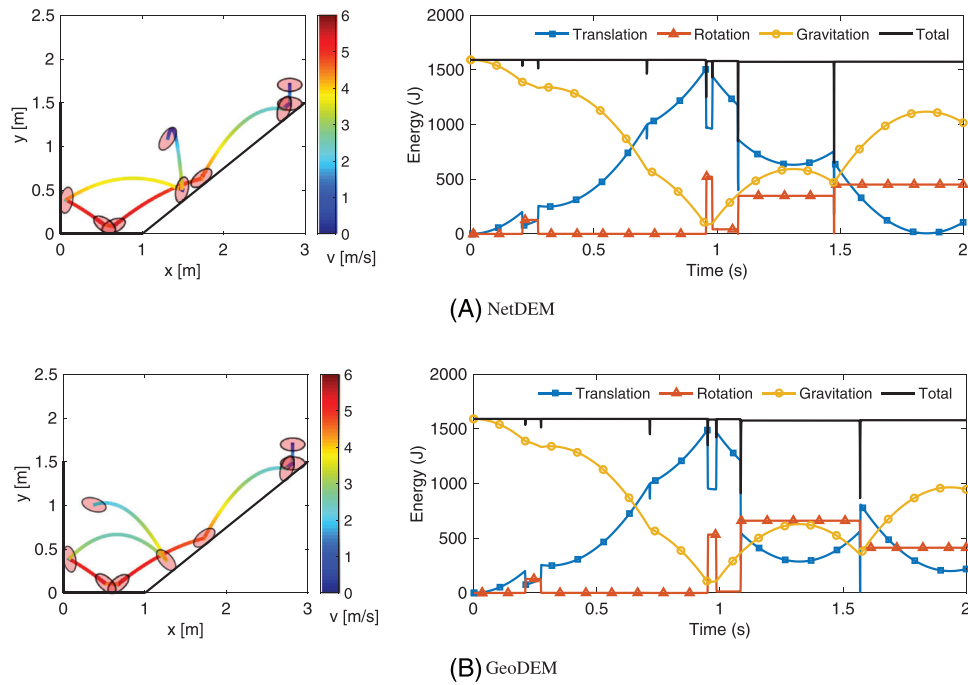 2.5
2
1.5
1
0.5
0
y [m]
0 1 2 3
x [m]
6
5
4
3
2
1
0
v [m/s]
2000
1500
1000
500
0
Energy (J)
Translation Rotation Gravitation Total
0 0.5 1 1.5 2
Time (s)
(A) NetDEM
2.5
2
1.5
1
0.5
0
y [m]
0 1 2 3
x [m]
6
5
4
3
2
1
0
v [m/s]
2000
1500
1000
500
0
Energy (J)
Translation Rotation Gravitation Total
0 0.5 1 1.5 2
Time (s)
(B) GeoDEM